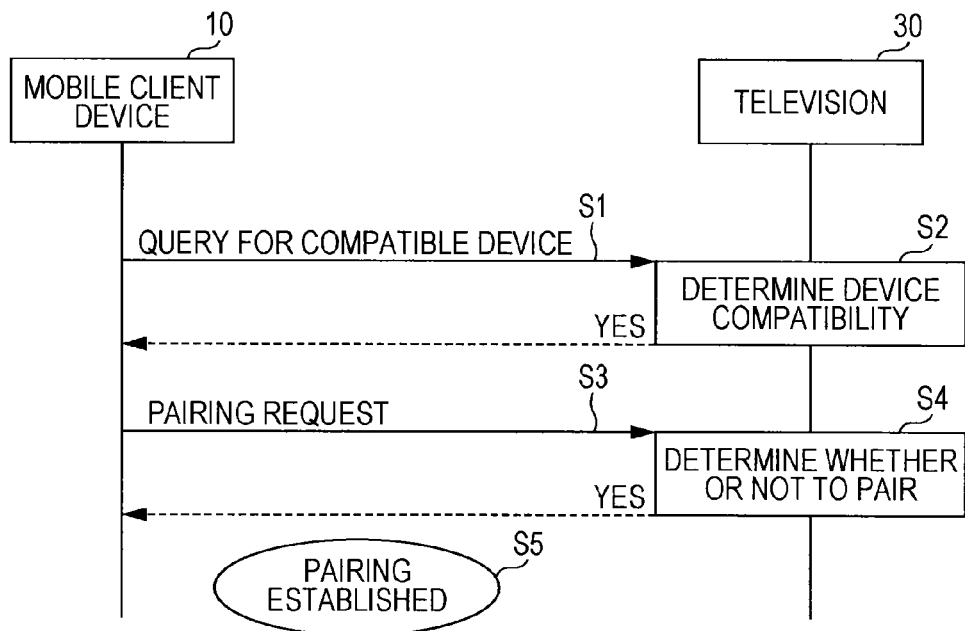 10
MOBILE CLIENT
DEVICE
30
TELEVISION
S1
QUERY FOR COMPATIBLE DEVICE
S2
DETERMINE DEVICE
COMPATIBILITY
YES
S3
PAIRING REQUEST
S4
DETERMINE WHETHER
OR NOT TO PAIR
YES
S5
PAIRING
ESTABLISHED